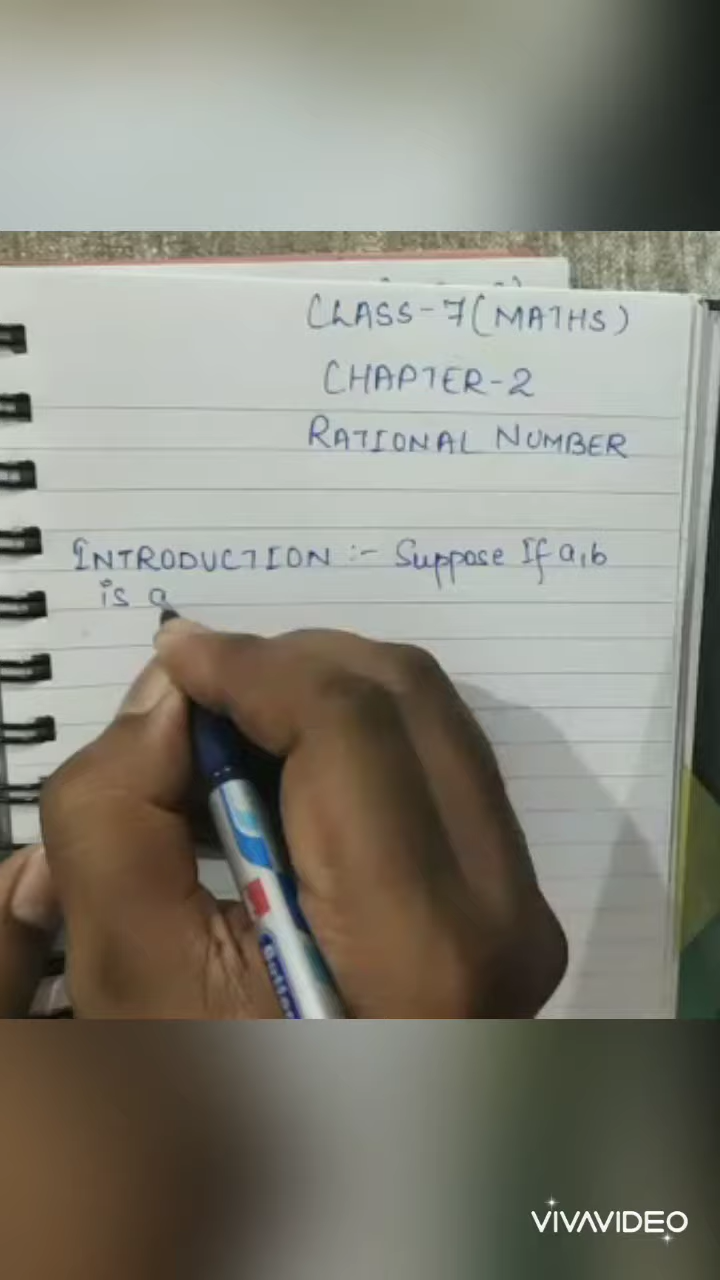 CLASS-7(MATHS)
CHAPTER-2
RATIONAL NUMBER
INTRODUCTION :- Suppose If a,b
is a
VIVAVIDEO